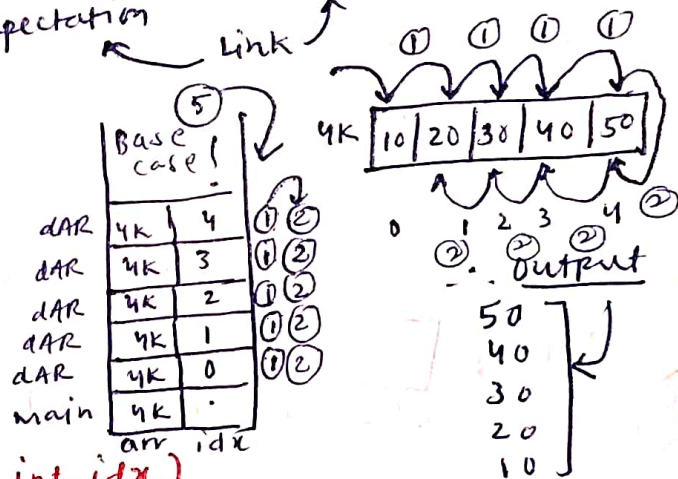 pectation
Link
① ① ① ①
4K 10 20 30 40 50
0 1 2 3 4 ②
② ② ②
⑤
Base
case!
dAR 4K 4 ① ②
dAR 4K 3 ① ②
dAR 4K 2 ① ②
dAR 4K 1 ① ②
dAR 4K 0 ① ②
main 4K .
arr idx
int idx)
Output
50
40
30
20
10